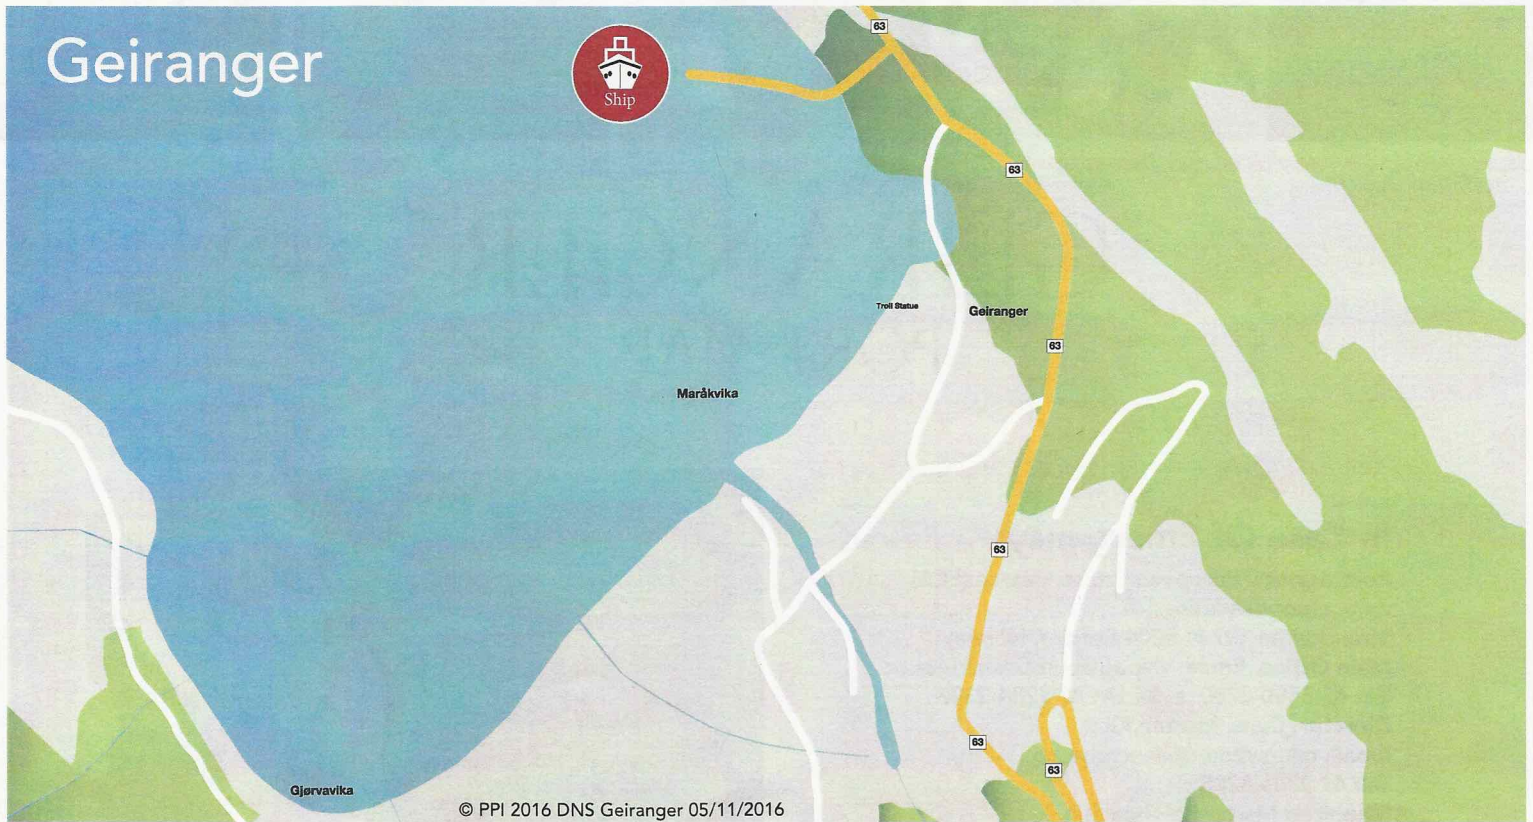 Geiranger
63
Ship
63
Troll Statue
Geiranger
63
Maråkvika
63
63
63
Gjørvavika
© PPI 2016 DNS Geiranger 05/11/2016